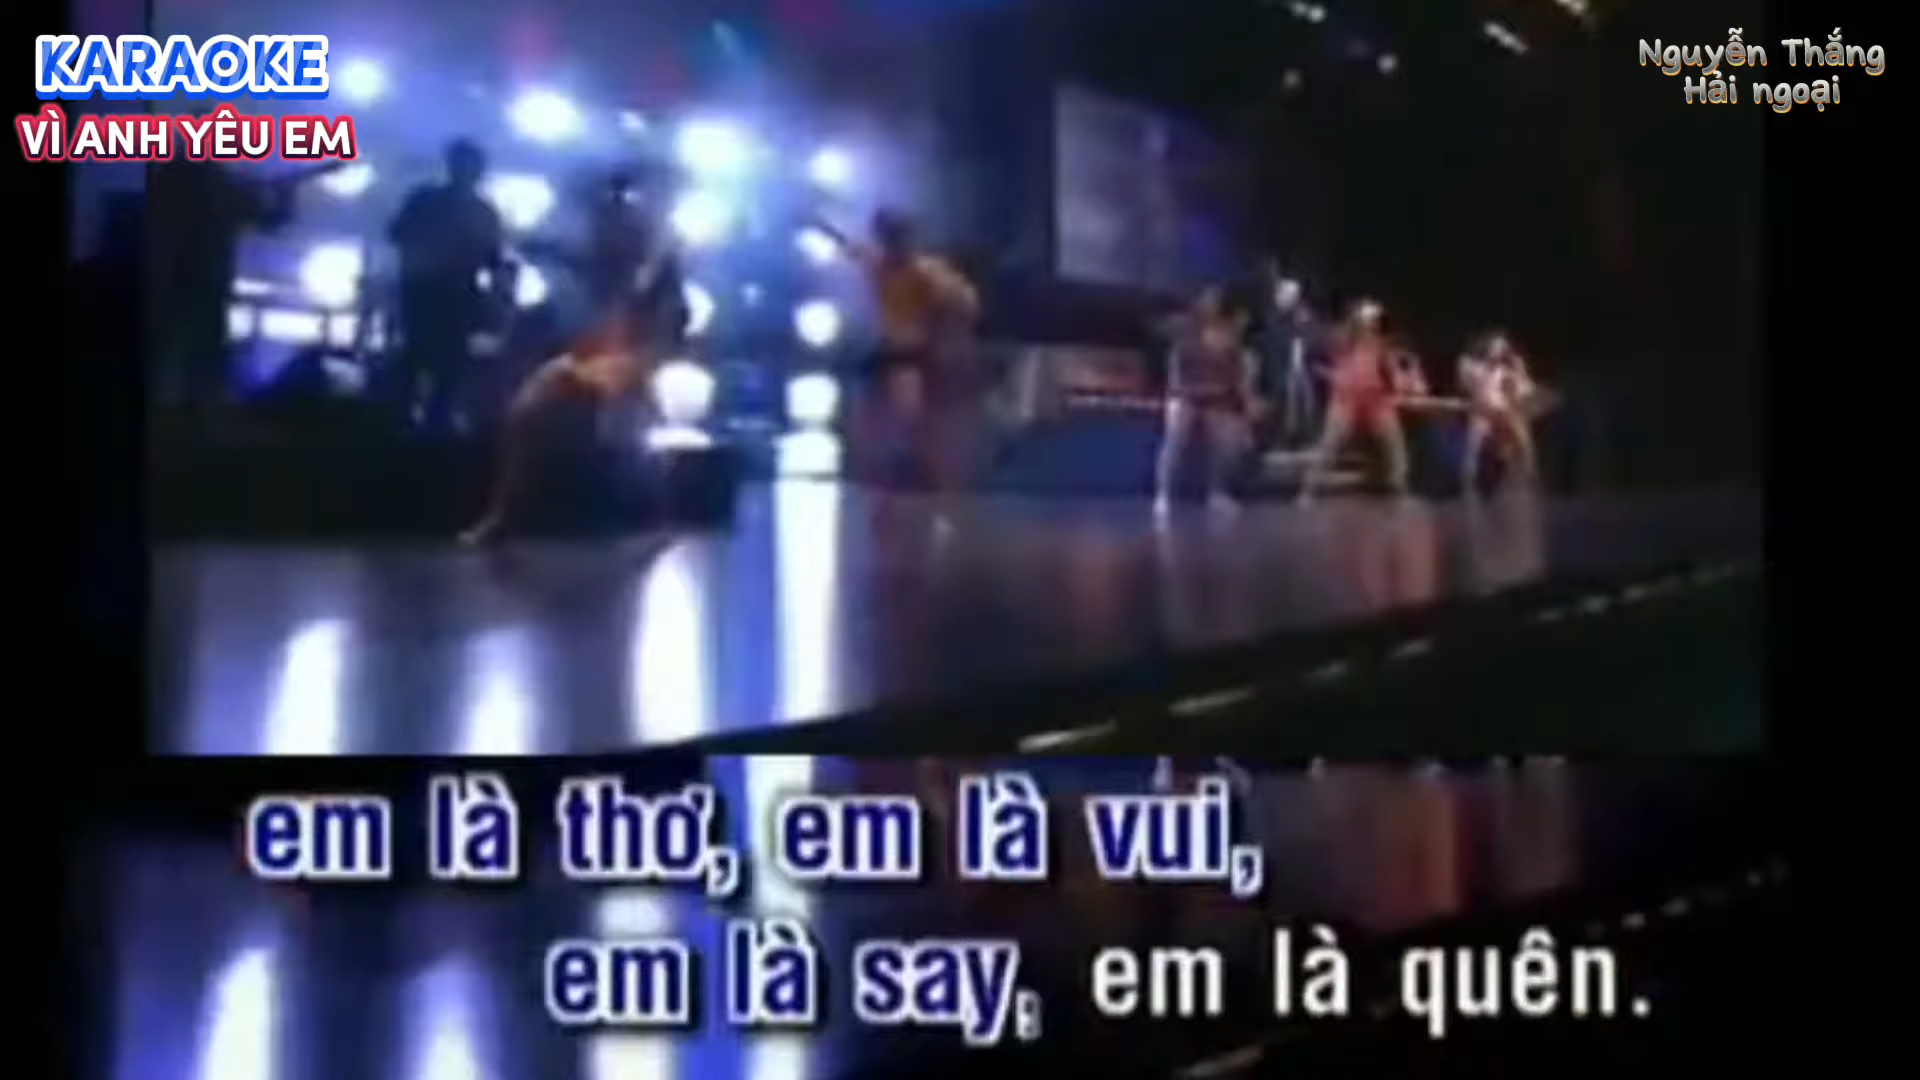 KARAOKE
VÌ ANH YÊU EM
Nguyễn Thắng
Hải ngoại
em là thơ, em là vui,
em là say, em là quên.